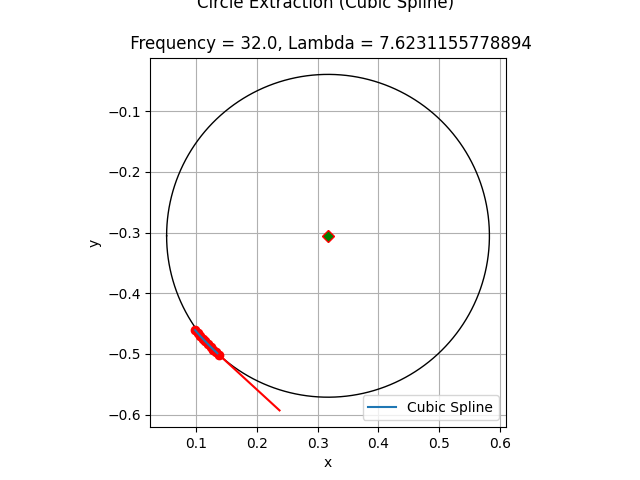 Circle Extraction (Cubic Spline)
Frequency = 32.0, Lambda = 7.6231155778894
−0.1
−0.2
−0.3
−0.4
−0.5
−0.6
y
0.1 0.2 0.3 0.4 0.5 0.6
x
Cubic Spline